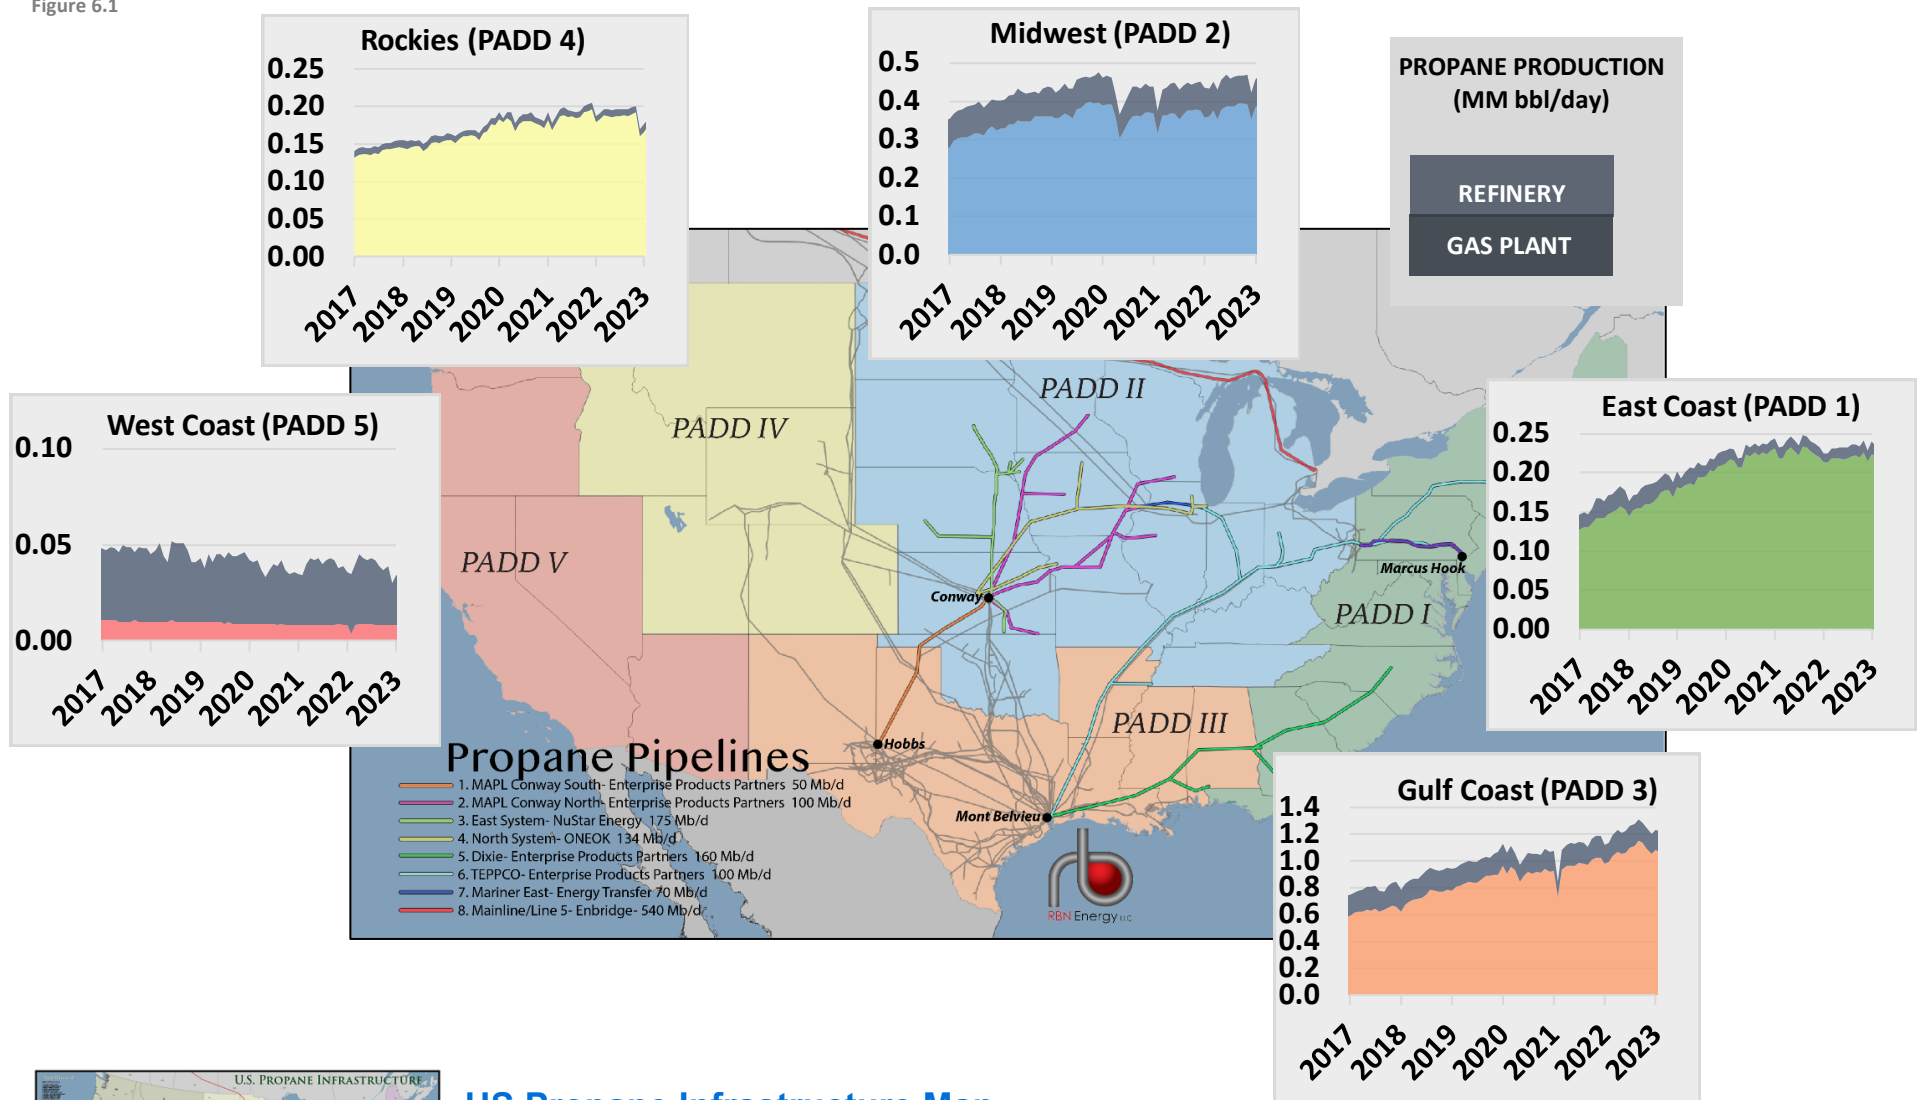 Figure 6.1
Rockies (PADD 4)
0.25
0.20
0.15
0.10
0.05
0.00
2017
2018
2019
2020
2021
2022
2023
Midwest (PADD 2)
0.5
0.4
0.3
0.2
0.1
0.0
2017
2018
2019
2020
2021
2022
2023
PROPANE PRODUCTION
(MM bbl/day)
REFINERY
GAS PLANT
West Coast (PADD 5)
0.10
0.05
0.00
2017
2018
2019
2020
2021
2022
2023
East Coast (PADD 1)
0.25
0.20
0.15
0.10
0.05
0.00
2017
2018
2019
2020
2021
2022
2023
PADD IV
PADD II
PADD V
PADD I
PADD III
Conway
Marcus Hook
Hobbs
Mont Belvieu
Propane Pipelines
1. MAPL Conway South- Enterprise Products Partners 50 Mb/d
2. MAPL Conway North- Enterprise Products Partners 100 Mb/d
3. East System- NuStar Energy 175 Mb/d
4. North System- ONEOK 134 Mb/d
5. Dixie- Enterprise Products Partners 160 Mb/d
6. TEPPCO- Enterprise Products Partners 100 Mb/d
7. Mariner East- Energy Transfer 70 Mb/d
8. Mainline/Line 5- Enbridge- 540 Mb/d
RBN Energy LLC
Gulf Coast (PADD 3)
1.4
1.2
1.0
0.8
0.6
0.4
0.2
0.0
2017
2018
2019
2020
2021
2022
2023
U.S. PROPANE INFRASTRUCTURE
US Propane Infrastructure Map